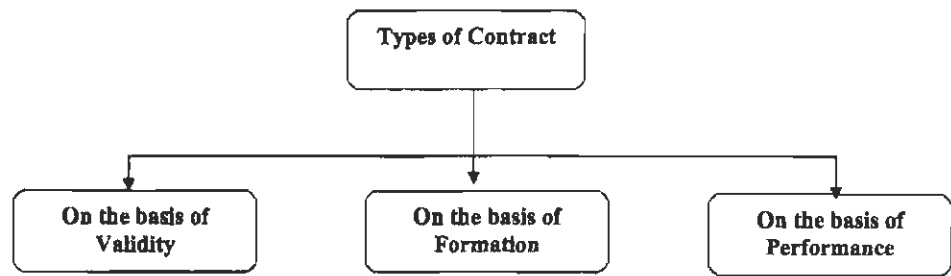 Types of Contract
On the basis of
Validity
On the basis of
Formation
On the basis of
Performance